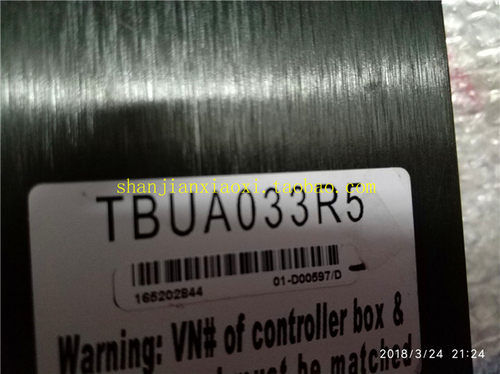 shanjianxiaoxi.taobao.com
TBUA033R5
165202B44 01-D00597/D
Warning: VN# of controller box &
must be matched
2018/3/24 21:24